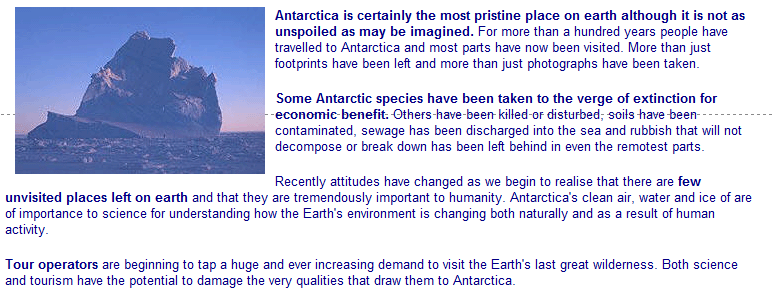 Antarctica is certainly the most pristine place on earth although it is not as
unspoiled as may be imagined. For more than a hundred years people have
travelled to Antarctica and most parts have now been visited. More than just
footprints have been left and more than just photographs have been taken.
Some Antarctic species have been taken to the verge of extinction for
economic benefit. Others have been killed or disturbed, soils have been
contaminated, sewage has been discharged into the sea and rubbish that will not
decompose or break down has been left behind in even the remotest parts.
Recently attitudes have changed as we begin to realise that there are few
unvisited places left on earth and that they are tremendously important to humanity. Antarctica's clean air, water and ice of are
of importance to science for understanding how the Earth's environment is changing both naturally and as a result of human
activity.
Tour operators are beginning to tap a huge and ever increasing demand to visit the Earth's last great wilderness. Both science
and tourism have the potential to damage the very qualities that draw them to Antarctica.